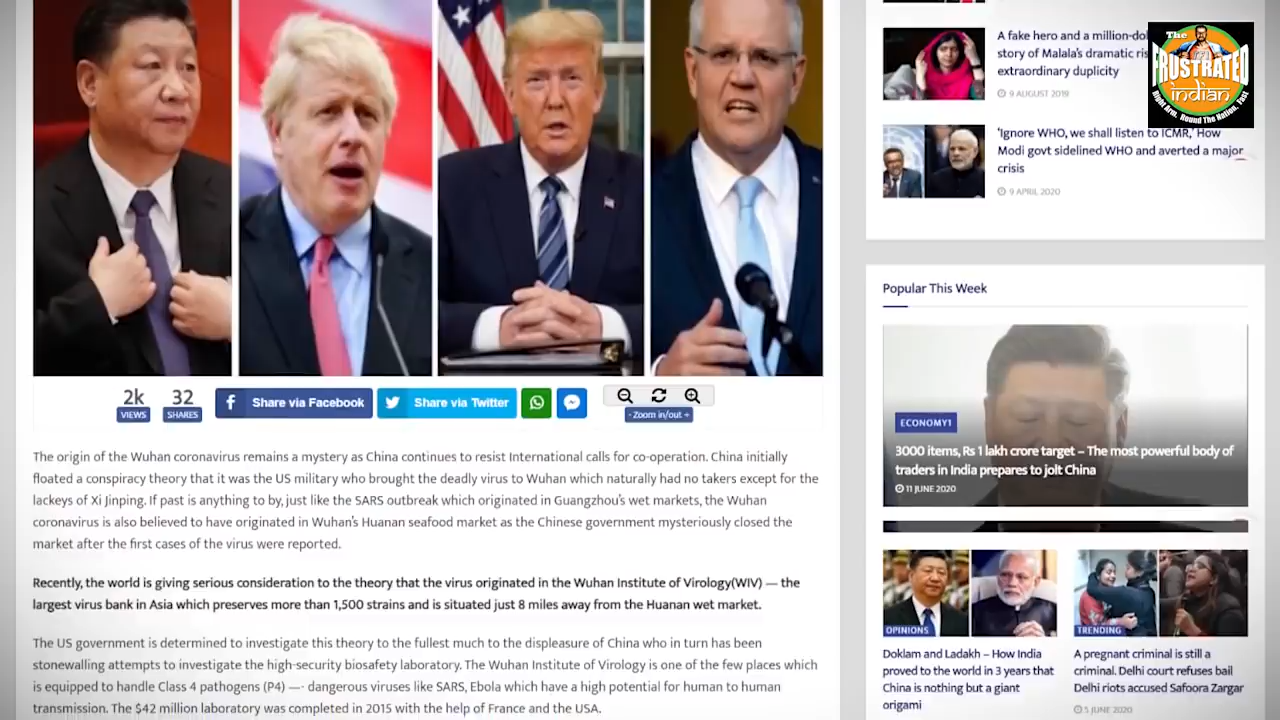 A fake hero and a million-dol
story of Malala's dramatic ris
extraordinary duplicity
9 AUGUST 2019
The
FRUSTRATED
indian
Right Arm, Round The Nation, Fast
'Ignore WHO, we shall listen to ICMR,' How
Modi govt sidelined WHO and averted a major
crisis
9 APRIL 2020
2k
VIEWS
32
SHARES
Share via Facebook
Share via Twitter
- Zoom in/out +
The origin of the Wuhan coronavirus remains a mystery as China continues to resist International calls for co-operation. China initially
floated a conspiracy theory that it was the US military who brought the deadly virus to Wuhan which naturally had no takers except for the
lackeys of Xi Jinping. If past is anything to by, just like the SARS outbreak which originated in Guangzhou's wet markets, the Wuhan
coronavirus is also believed to have originated in Wuhan's Huanan seafood market as the Chinese government mysteriously closed the
market after the first cases of the virus were reported.
Recently, the world is giving serious consideration to the theory that the virus originated in the Wuhan Institute of Virology(WIV) — the
largest virus bank in Asia which preserves more than 1,500 strains and is situated just 8 miles away from the Huanan wet market.
The US government is determined to investigate this theory to the fullest much to the displeasure of China who in turn has been
stonewalling attempts to investigate the high-security biosafety laboratory. The Wuhan Institute of Virology is one of the few places which
is equipped to handle Class 4 pathogens (P4) —- dangerous viruses like SARS, Ebola which have a high potential for human to human
transmission. The $42 million laboratory was completed in 2015 with the help of France and the USA.
Popular This Week
ECONOMY1
3000 items, Rs 1 lakh crore target – The most powerful body of
traders in India prepares to jolt China
11 JUNE 2020
OPINIONS
Doklam and Ladakh – How India
proved to the world in 3 years that
China is nothing but a giant
origami
TRENDING
A pregnant criminal is still a
criminal. Delhi court refuses bail
Delhi riots accused Safoora Zargar
5 JUNE 2020